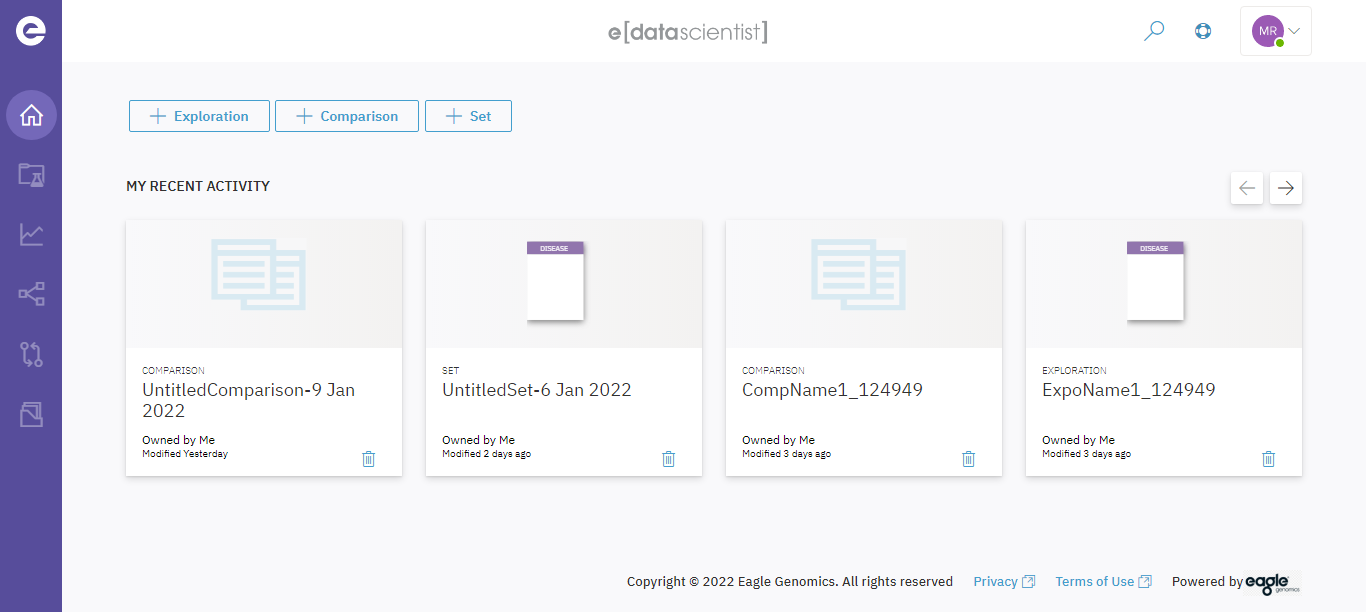 e[datascientist]
MR
Exploration
Comparison
Set
MY RECENT ACTIVITY
DISEASE
DISEASE
COMPARISON
UntitledComparison-9 Jan
2022
Owned by Me
Modified Yesterday
SET
UntitledSet-6 Jan 2022
Owned by Me
Modified 2 days ago
COMPARISON
CompName1_124949
Owned by Me
Modified 3 days ago
EXPLORATION
ExpoName1_124949
Owned by Me
Modified 3 days ago
Copyright © 2022 Eagle Genomics. All rights reserved Privacy Terms of Use Powered by eagle genomics